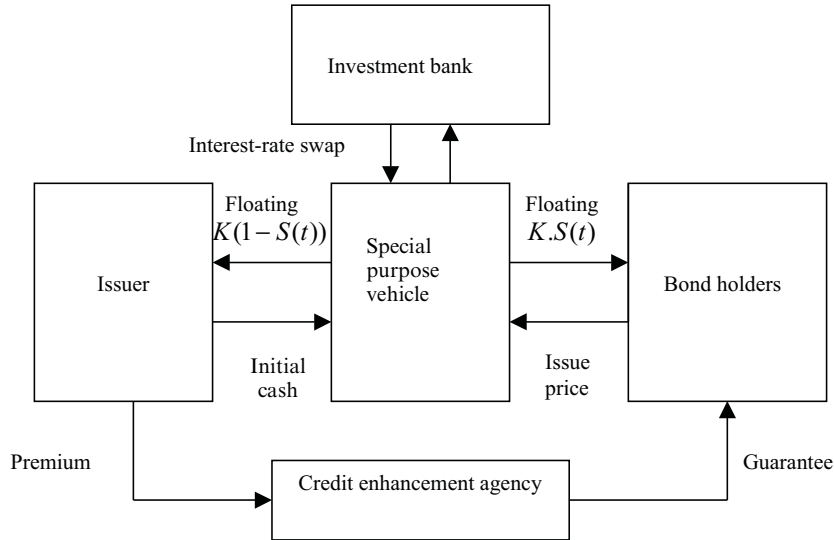 Investment bank
Interest-rate swap
Floating
K(1− S(t))
Floating
K.S(t)
Issuer
Special
purpose
vehicle
Bond holders
Initial
cash
Issue
price
Premium
Credit enhancement agency
Guarantee